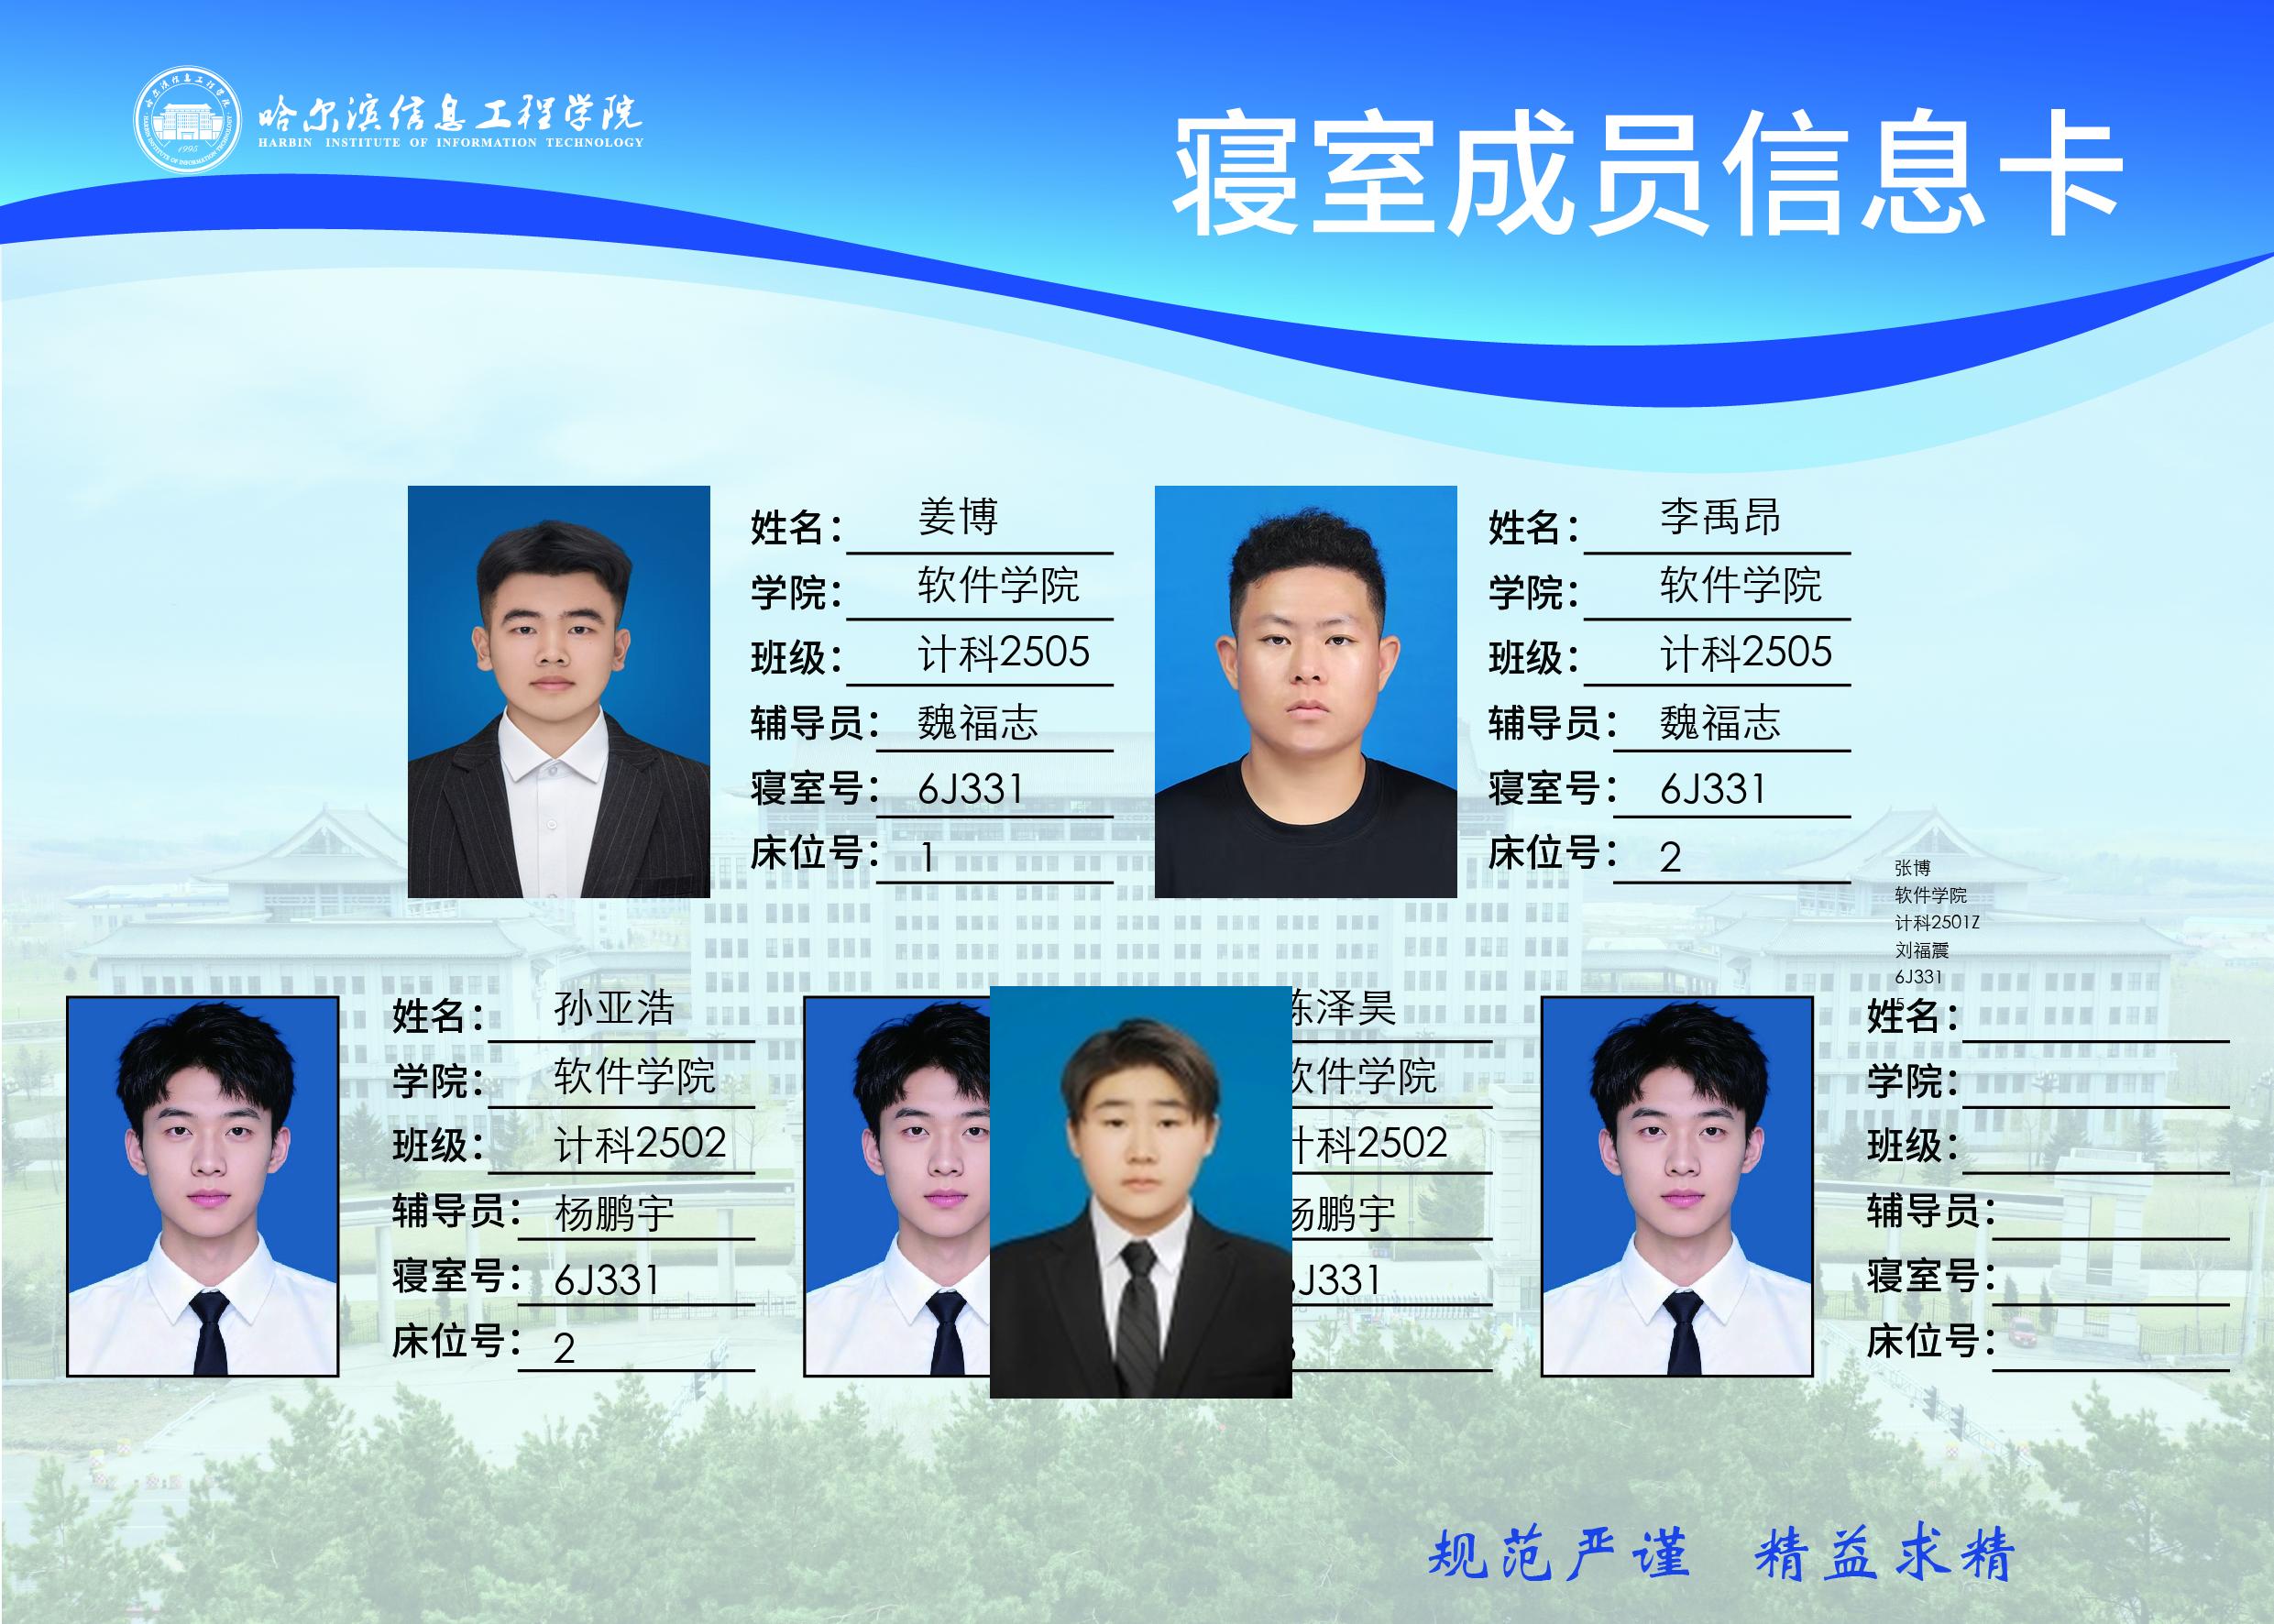 哈尔滨信息工程学院
HARBIN INSTITUTE OF INFORMATION TECHNOLOGY
1995
寝室成员信息卡
姓名： 姜博
学院： 软件学院
班级： 计科2505
辅导员： 魏福志
寝室号： 6J331
床位号： 1
姓名： 李禹昂
学院： 软件学院
班级： 计科2505
辅导员： 魏福志
寝室号： 6J331
床位号： 2
张博
软件学院
计科2501Z
刘福震
6J331
5
姓名： 孙亚浩
学院： 软件学院
班级： 计科2502
辅导员： 杨鹏宇
寝室号： 6J331
床位号： 2
陈泽昊
软件学院
计科2502
杨鹏宇
6J331
3
姓名：
学院：
班级：
辅导员：
寝室号：
床位号：
规范严谨 精益求精